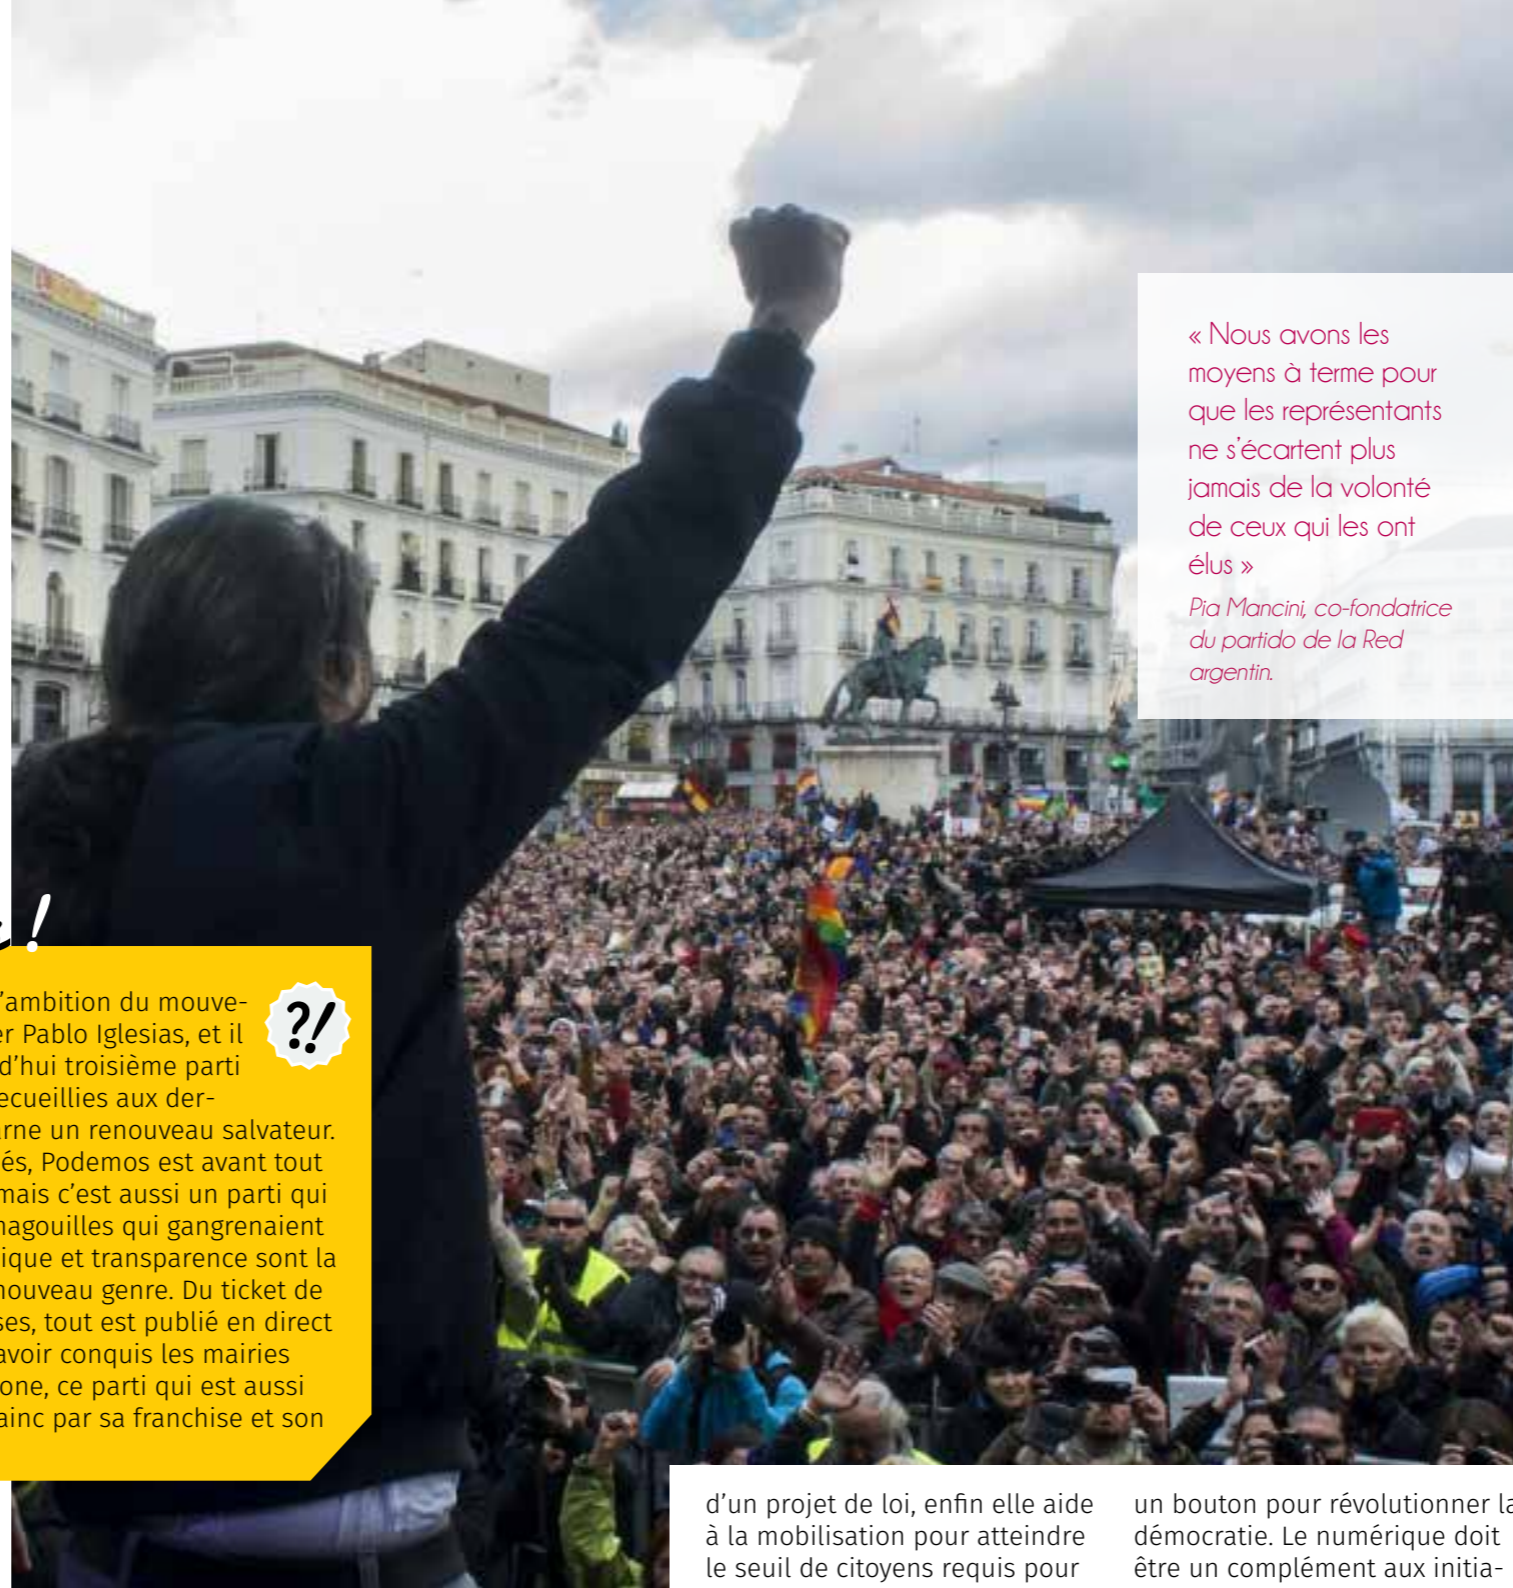 « Nous avons les
moyens à terme pour
que les représentants
ne s'écartent plus
jamais de la volonté
de ceux qui les ont
élus »
Pia Mancini, co-fondatrice
du partido de la Red
argentin.
!
?!
'ambition du mouve-
er Pablo Iglesias, et il
d'hui troisième parti
ecueillies aux der-
arne un renouveau salvateur.
és, Podemos est avant tout
mais c'est aussi un parti qui
magouilles qui gangrenaient
ique et transparence sont la
nouveau genre. Du ticket de
ses, tout est publié en direct
avoir conquis les mairies
one, ce parti qui est aussi
ainc par sa franchise et son
d'un projet de loi, enfin elle aide
à la mobilisation pour atteindre
le seuil de citoyens requis pour
un bouton pour révolutionner la
démocratie. Le numérique doit
être un complément aux initia-